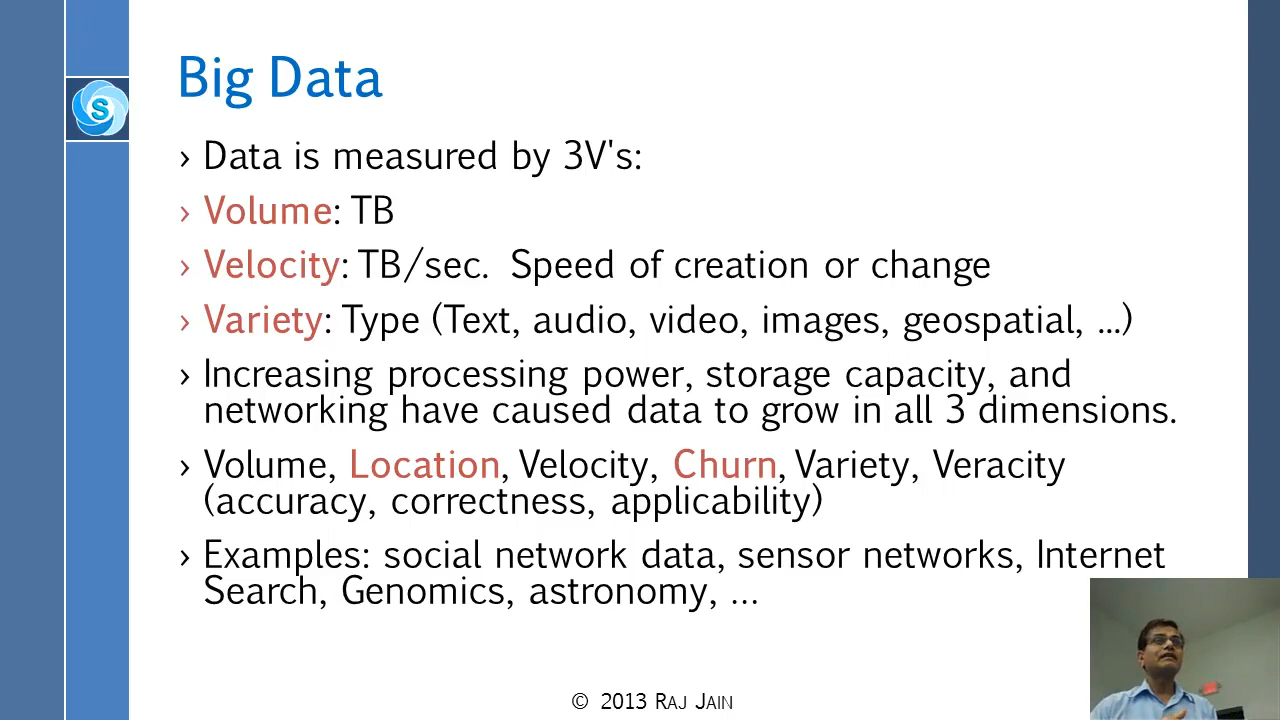 S
Big Data
› Data is measured by 3V's:
› Volume: TB
› Velocity: TB/sec. Speed of creation or change
› Variety: Type (Text, audio, video, images, geospatial, ...)
› Increasing processing power, storage capacity, and
networking have caused data to grow in all 3 dimensions.
› Volume, Location, Velocity, Churn, Variety, Veracity
(accuracy, correctness, applicability)
› Examples: social network data, sensor networks, Internet
Search, Genomics, astronomy, ...
© 2013 RAJ JAIN